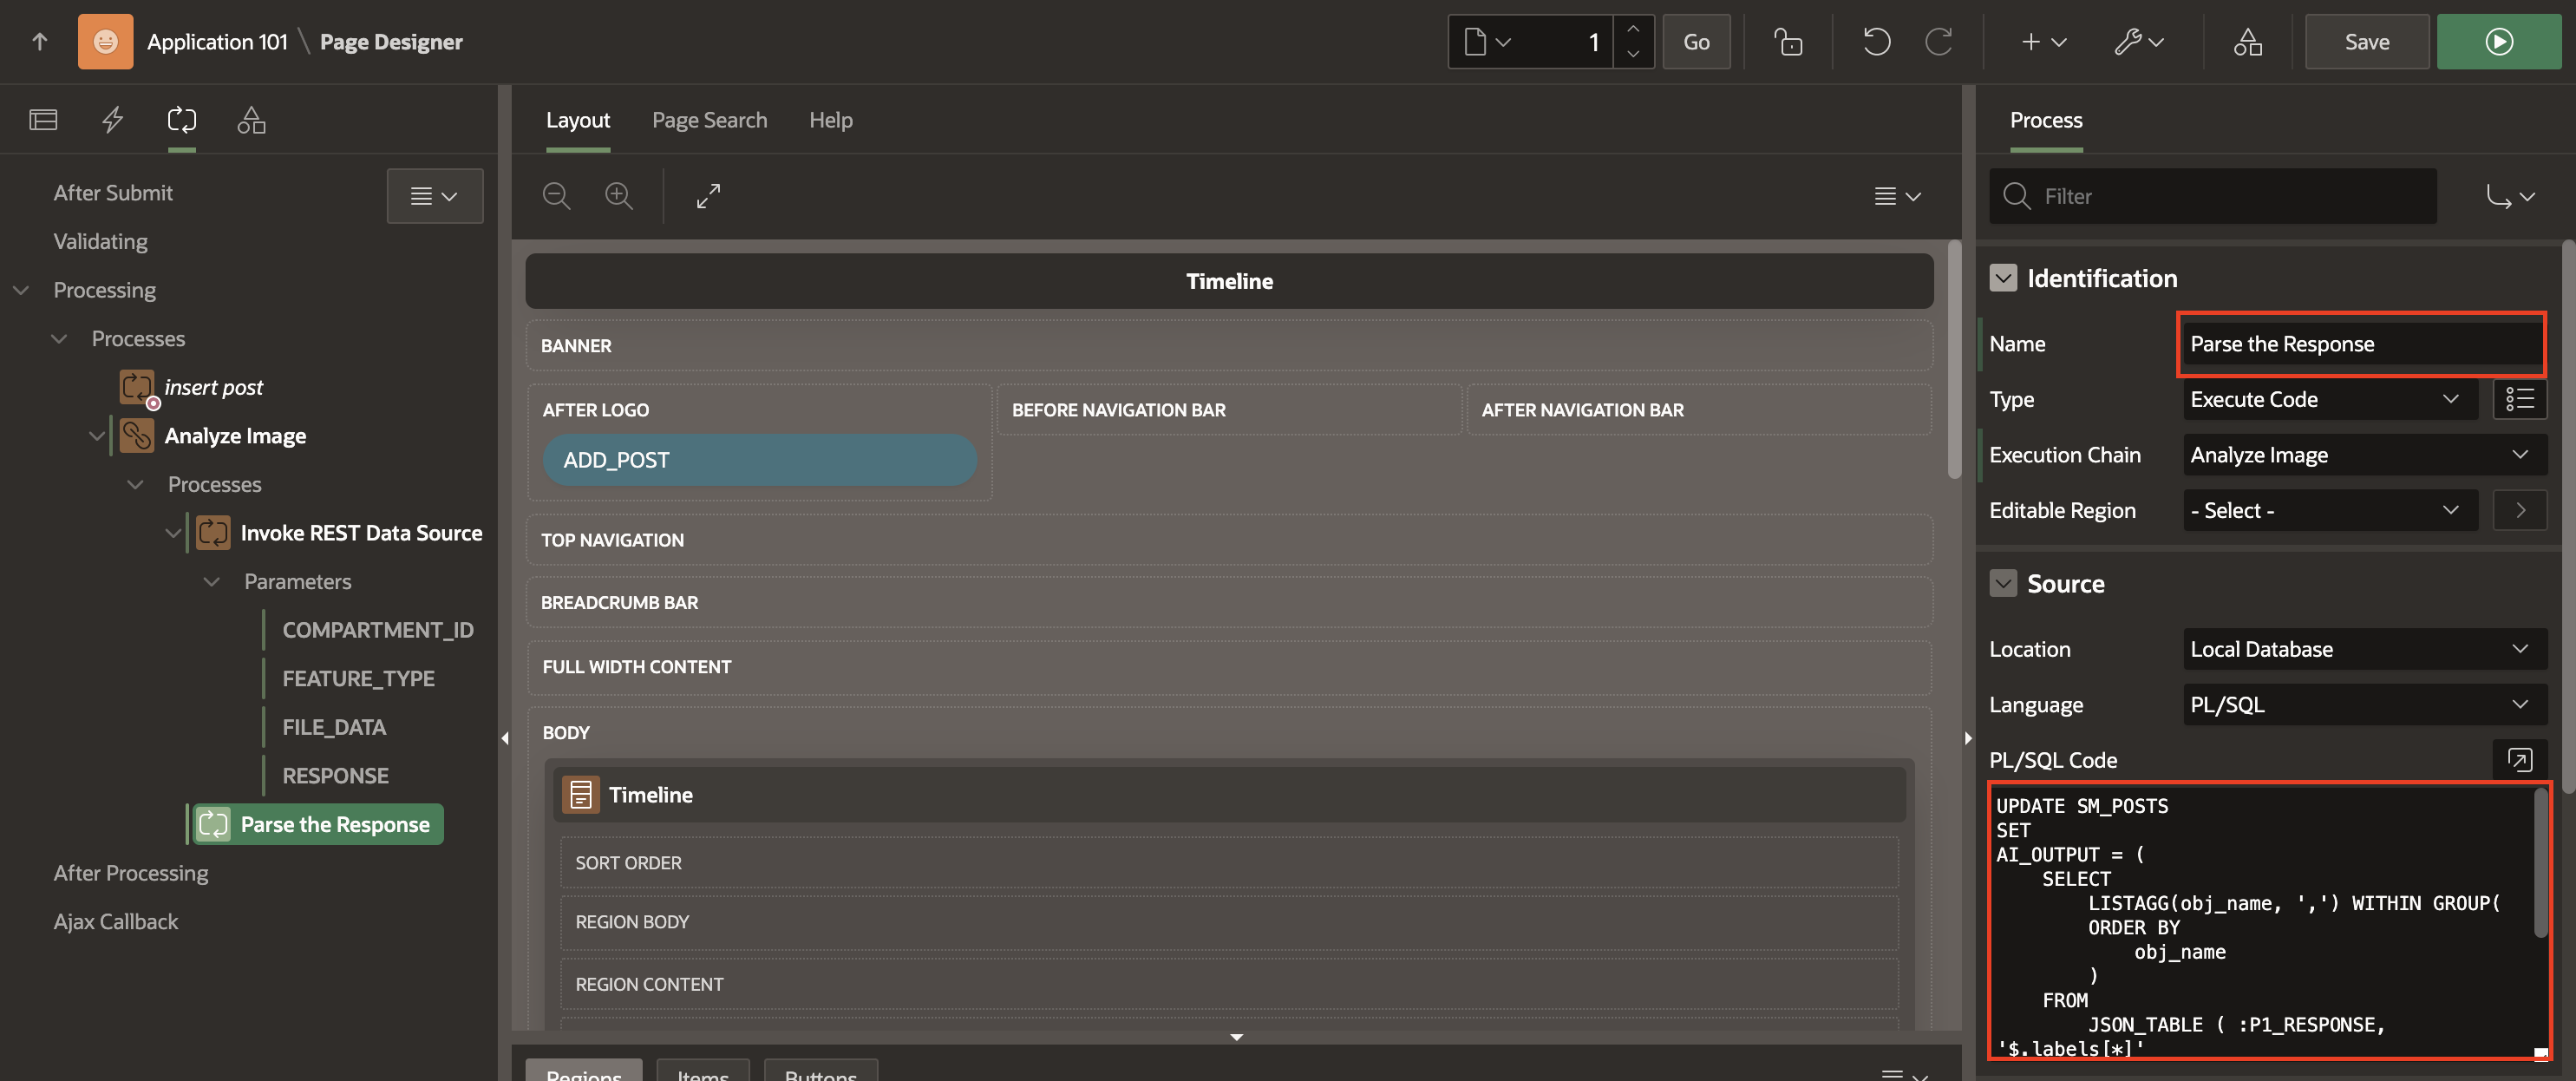 Application 101 \ Page Designer
1
Go
Save
After Submit
Validating
Processing
Processes
insert post
Analyze Image
Processes
Invoke REST Data Source
Parameters
COMPARTMENT_ID
FEATURE_TYPE
FILE_DATA
RESPONSE
Parse the Response
After Processing
Ajax Callback
Layout
Page Search
Help
Timeline
BANNER
AFTER LOGO
BEFORE NAVIGATION BAR
AFTER NAVIGATION BAR
ADD_POST
TOP NAVIGATION
BREADCRUMB BAR
FULL WIDTH CONTENT
BODY
Timeline
SORT ORDER
REGION BODY
REGION CONTENT
Regions
Items
Buttons
Process
Filter
Identification
Name
Parse the Response
Type
Execute Code
Execution Chain
Analyze Image
Editable Region
- Select -
Source
Location
Local Database
Language
PL/SQL
PL/SQL Code
UPDATE SM_POSTS
SET
AI_OUTPUT = (
SELECT
LISTAGG(obj_name, ',') WITHIN GROUP(
ORDER BY
obj_name
)
FROM
JSON_TABLE ( :P1_RESPONSE,
'$.labels[*]'